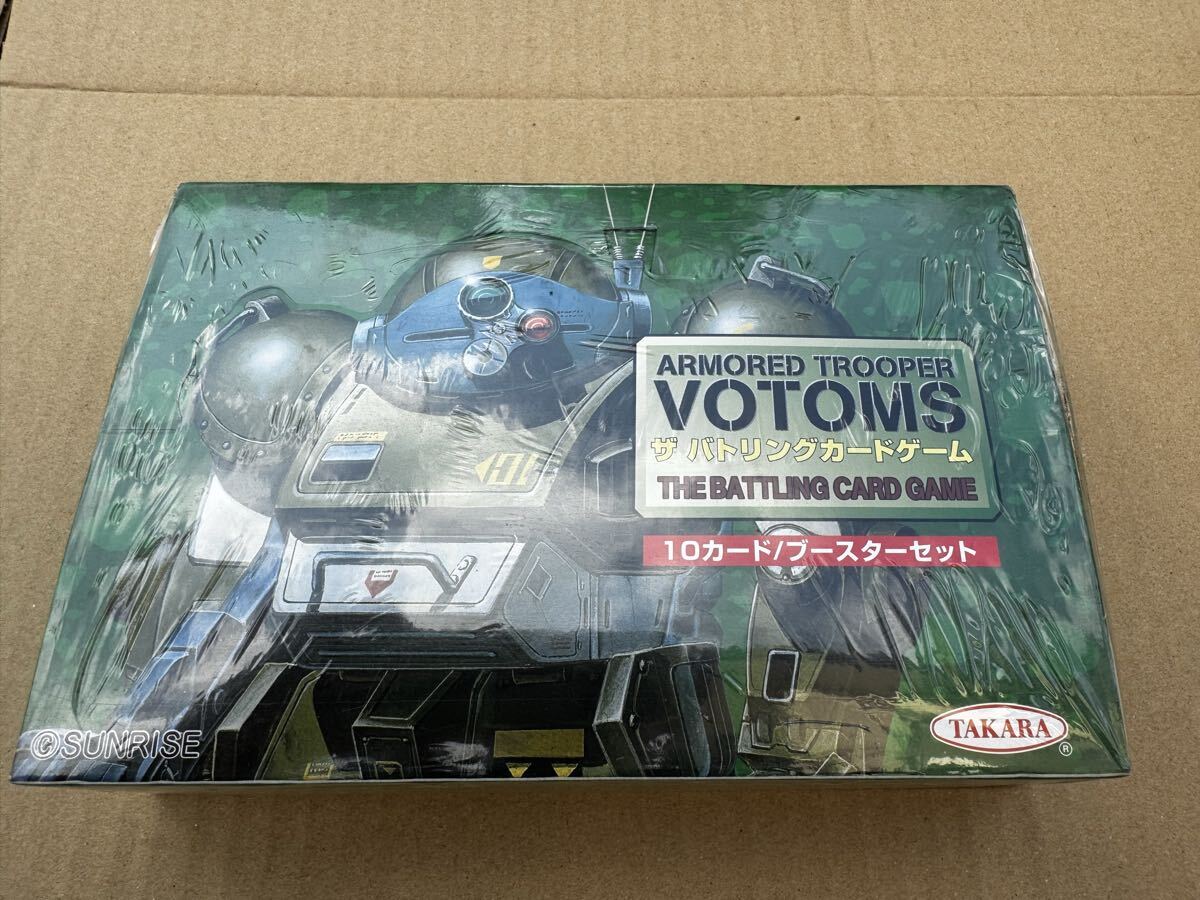 ARMORED TROOPER
VOTOMS
ザ バトリングカードゲーム
THE BATTLING CARD GAME
10カード/ブースターセット
©SUNRISE
TAKARA
®